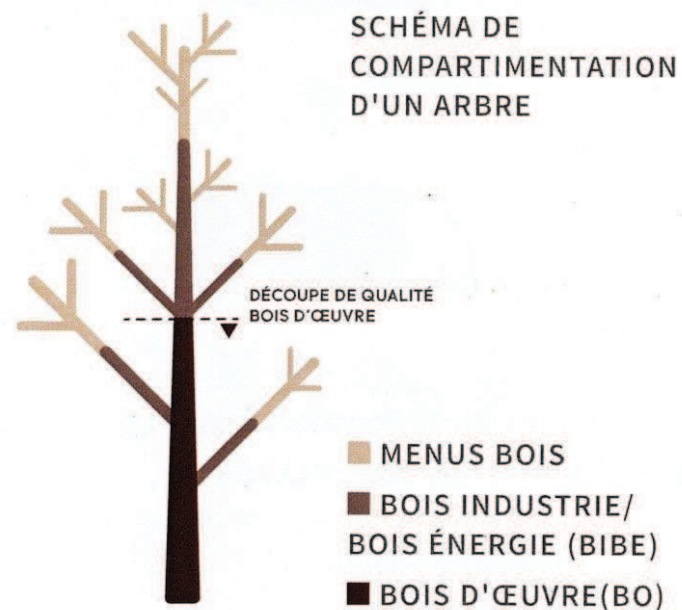 SCHÉMA DE
COMPARTIMENTATION
D'UN ARBRE
DÉCOUPE DE QUALITÉ
BOIS D'ŒUVRE
MENUS BOIS
BOIS INDUSTRIE/
BOIS ÉNERGIE (BIBE)
BOIS D'ŒUVRE(BO)